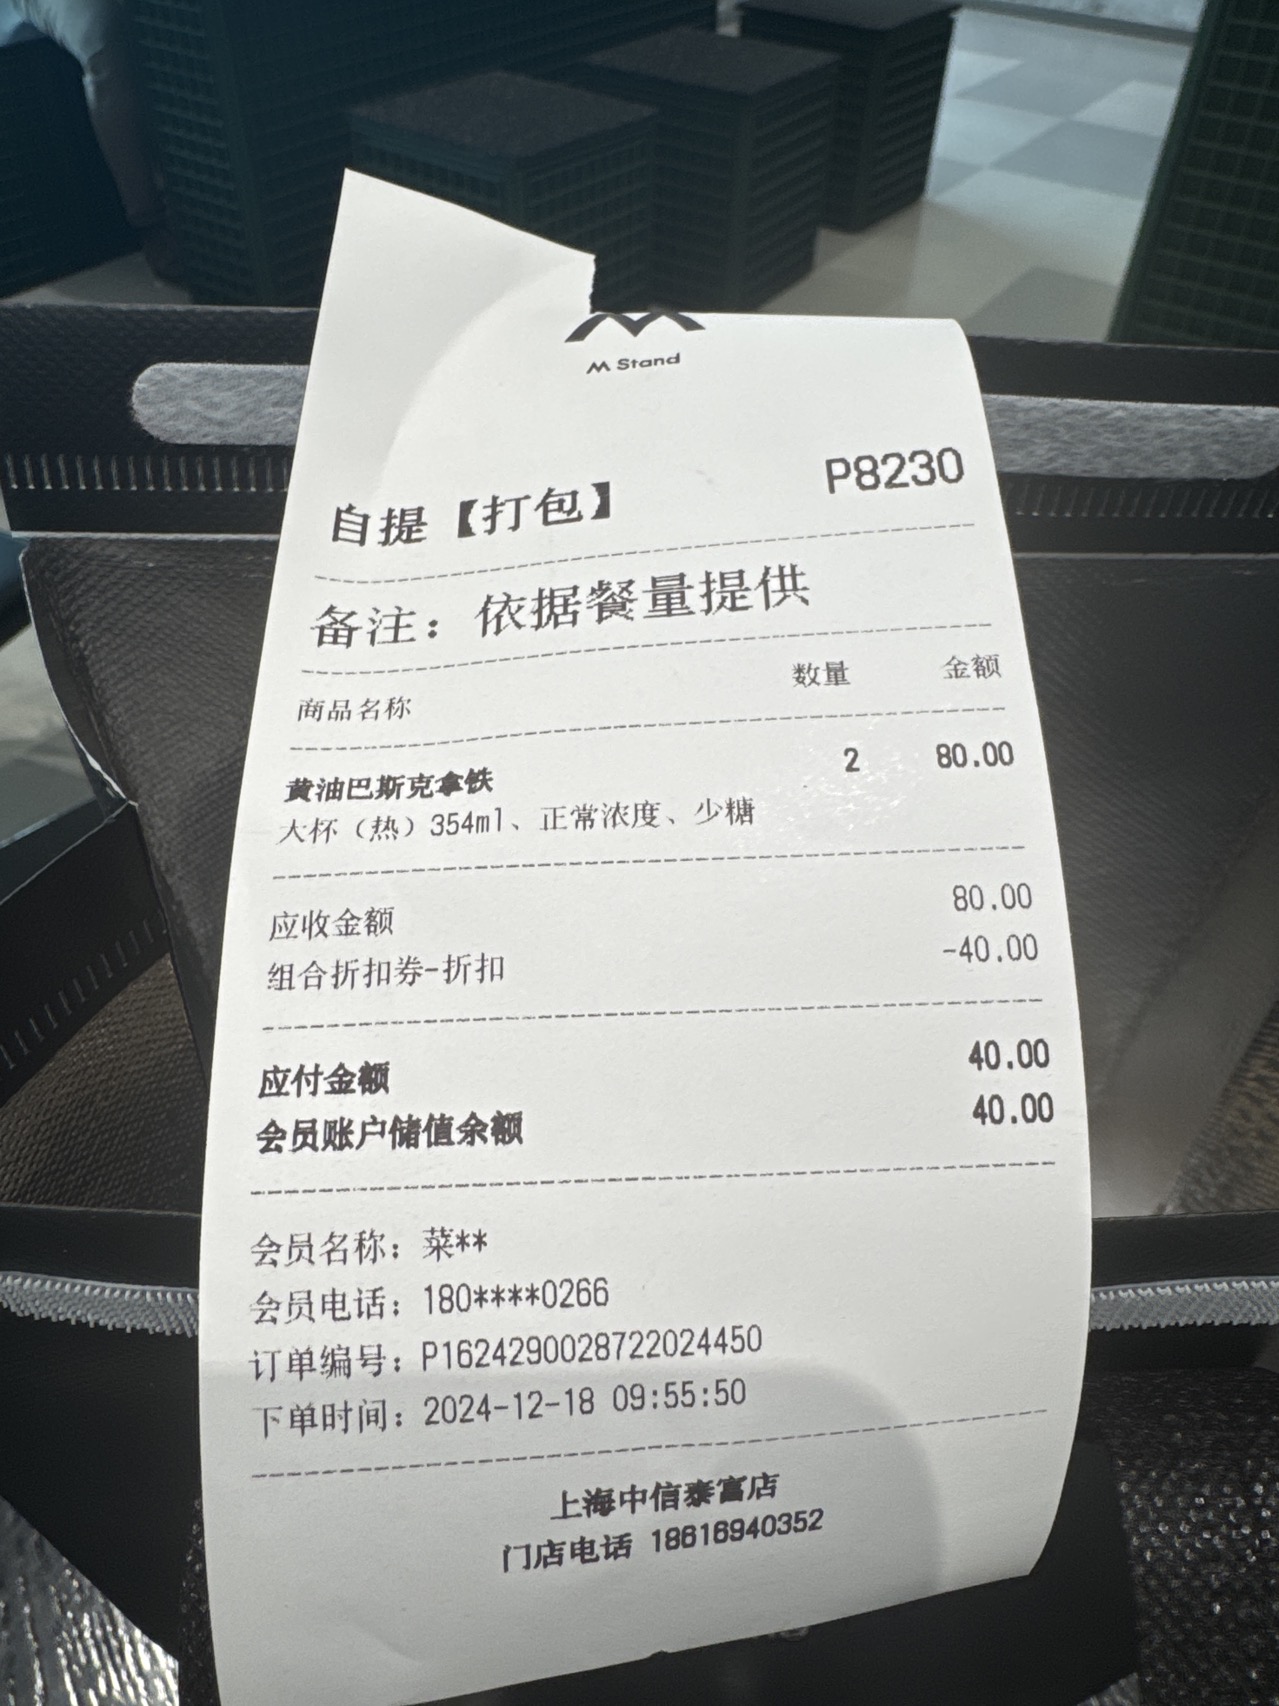 M Stand
自提【打包】 P8230
备注：依据餐量提供
商品名称 数量 金额
黄油巴斯克拿铁 2 80.00
大杯（热）354ml、正常浓度、少糖
应收金额 80.00
组合折扣券-折扣 -40.00
应付金额 40.00
会员账户储值余额 40.00
会员名称：菜**
会员电话：180****0266
订单编号：P1624290028722024450
下单时间：2024-12-18 09:55:50
上海中信泰富店
门店电话 18616940352